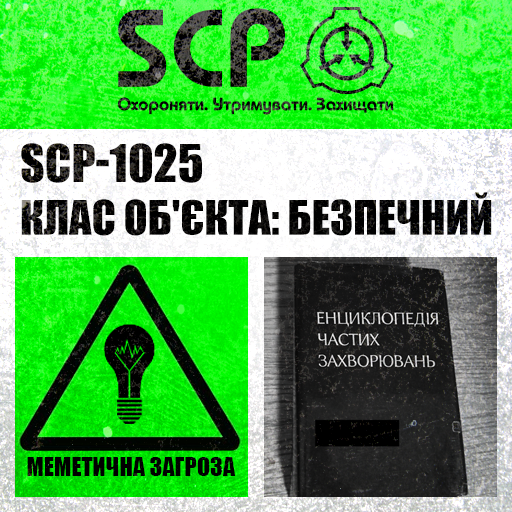 SCP
Охороняти. Утримувати. Захищати
SCP-1025
КЛАС ОБ'ЄКТА: БЕЗПЕЧНИЙ
МЕМЕТИЧНА ЗАГРОЗА
ЕНЦИКЛОПЕДІЯ
ЧАСТИХ
ЗАХВОРЮВАНЬ